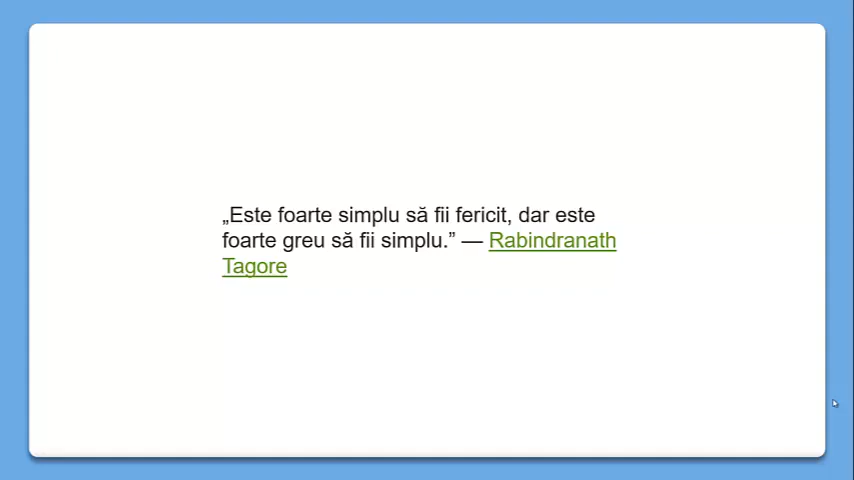 „Este foarte simplu să fii fericit, dar este
foarte greu să fii simplu.” — Rabindranath
Tagore